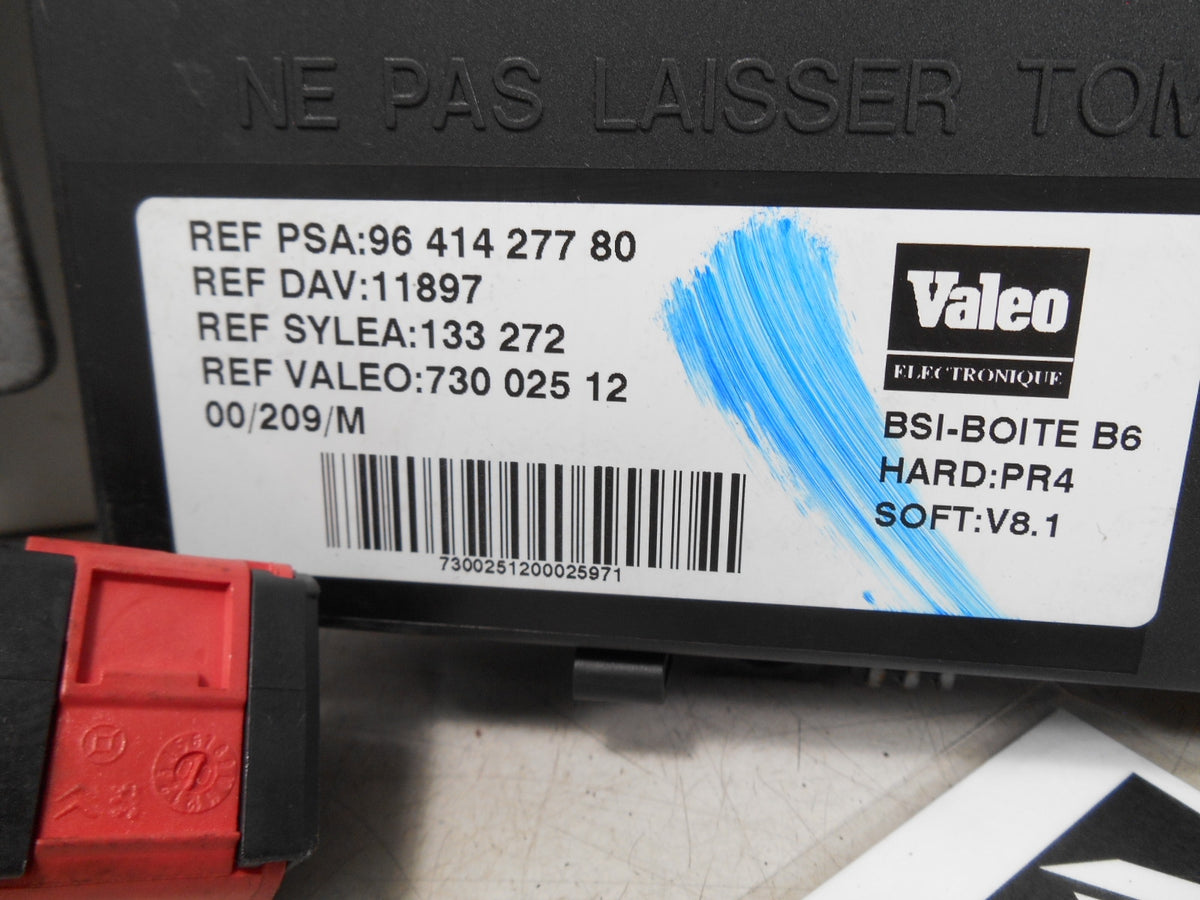 NE PAS LAISSER TOM
REF PSA:96 414 277 80
REF DAV:11897
REF SYLEA:133 272
REF VALEO:730 025 12
00/209/M
7300251200025971
Valeo
ELECTRONIQUE
BSI-BOITE B6
HARD:PR4
SOFT:V8.1